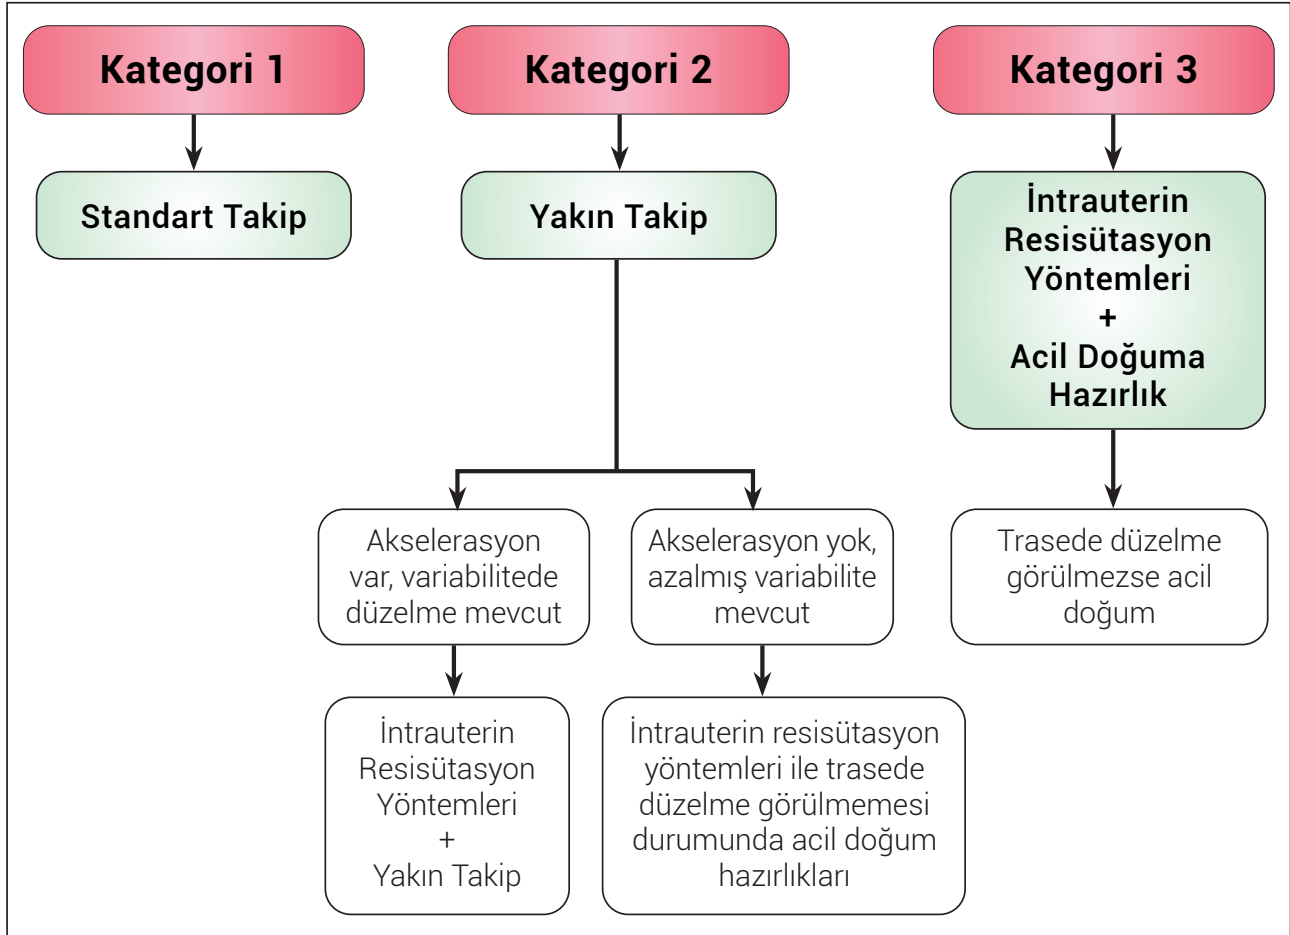 Kategori 1
Standart Takip
Kategori 2
Yakın Takip
Akselerasyon
var, variabilitede
düzelme mevcut
İntrauterin
Resisütasyon
Yöntemleri
+
Yakın Takip
Akselerasyon yok,
azalmış variabilite
mevcut
İntrauterin resisütasyon
yöntemleri ile trasede
düzelme görülmemesi
durumunda acil doğum
hazırlıkları
Kategori 3
İntrauterin
Resisütasyon
Yöntemleri
+
Acil Doğuma
Hazırlık
Trasede düzelme
görülmezse acil
doğum